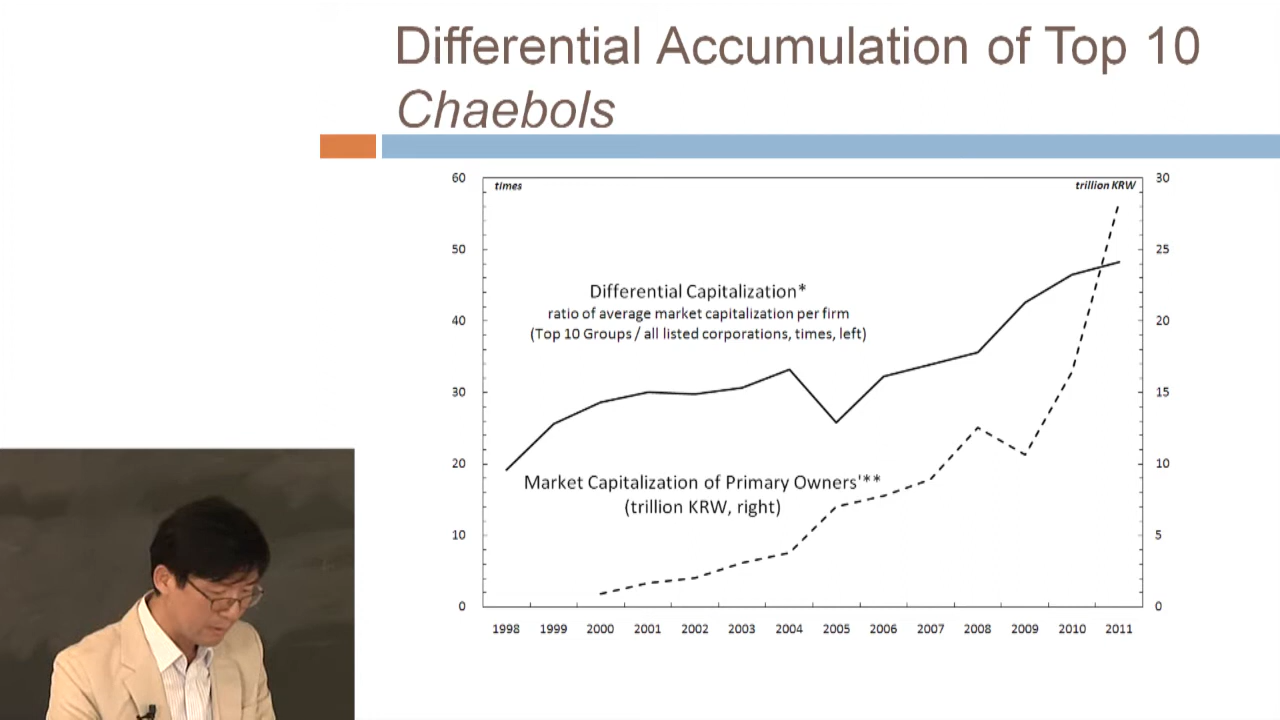 Differential Accumulation of Top 10
Chaebols
times
trillion KRW
60
50
40
30
20
10
0
30
25
20
15
10
5
0
Differential Capitalization*
ratio of average market capitalization per firm
(Top 10 Groups / all listed corporations, times, left)
Market Capitalization of Primary Owners'**
(trillion KRW, right)
1998 1999 2000 2001 2002 2003 2004 2005 2006 2007 2008 2009 2010 2011